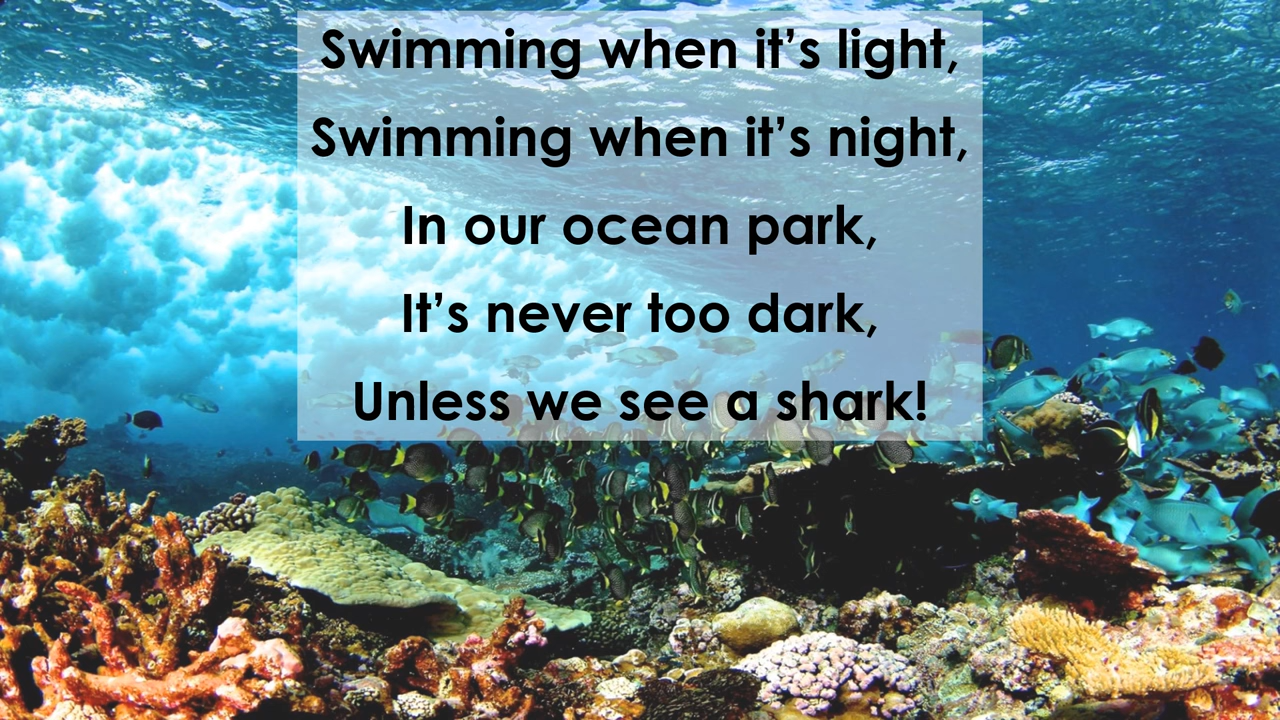 Swimming when it’s light,
Swimming when it’s night,
In our ocean park,
It’s never too dark,
Unless we see a shark!